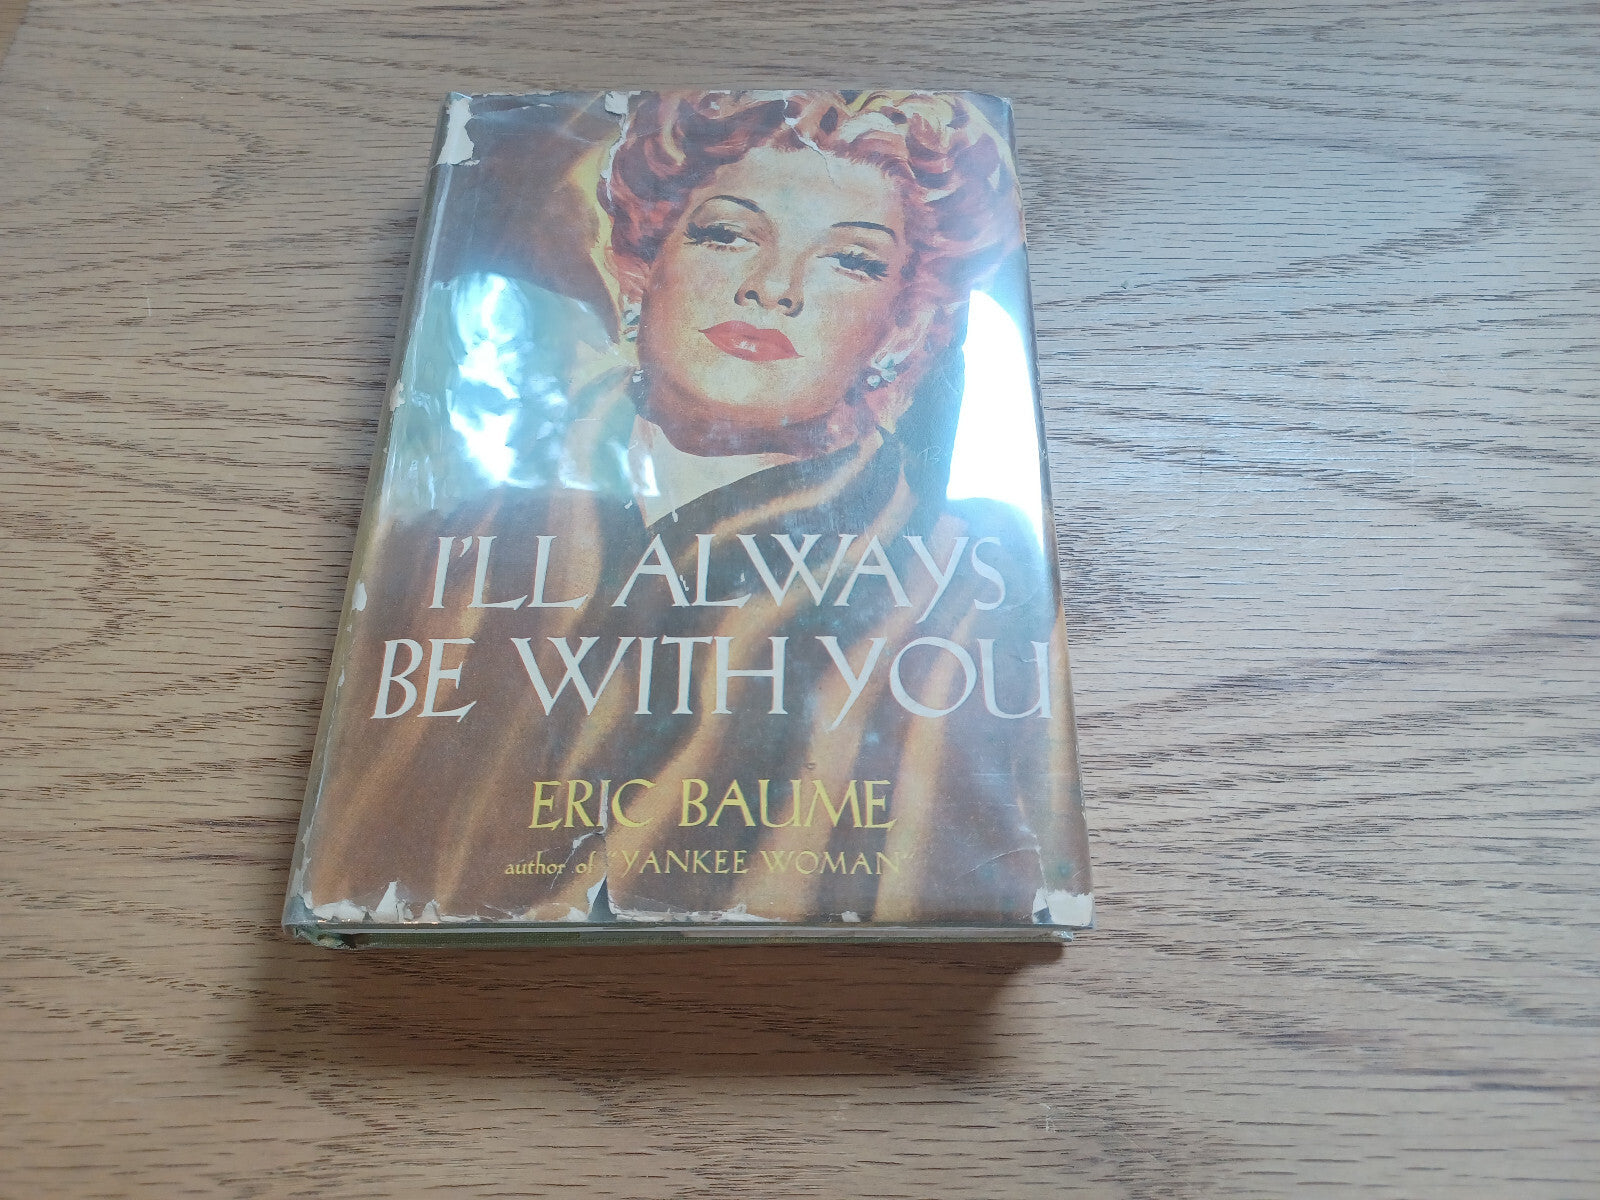 I'LL ALWAYS
BE WITH YOU
ERIC BAUME
author of "YANKEE WOMAN"